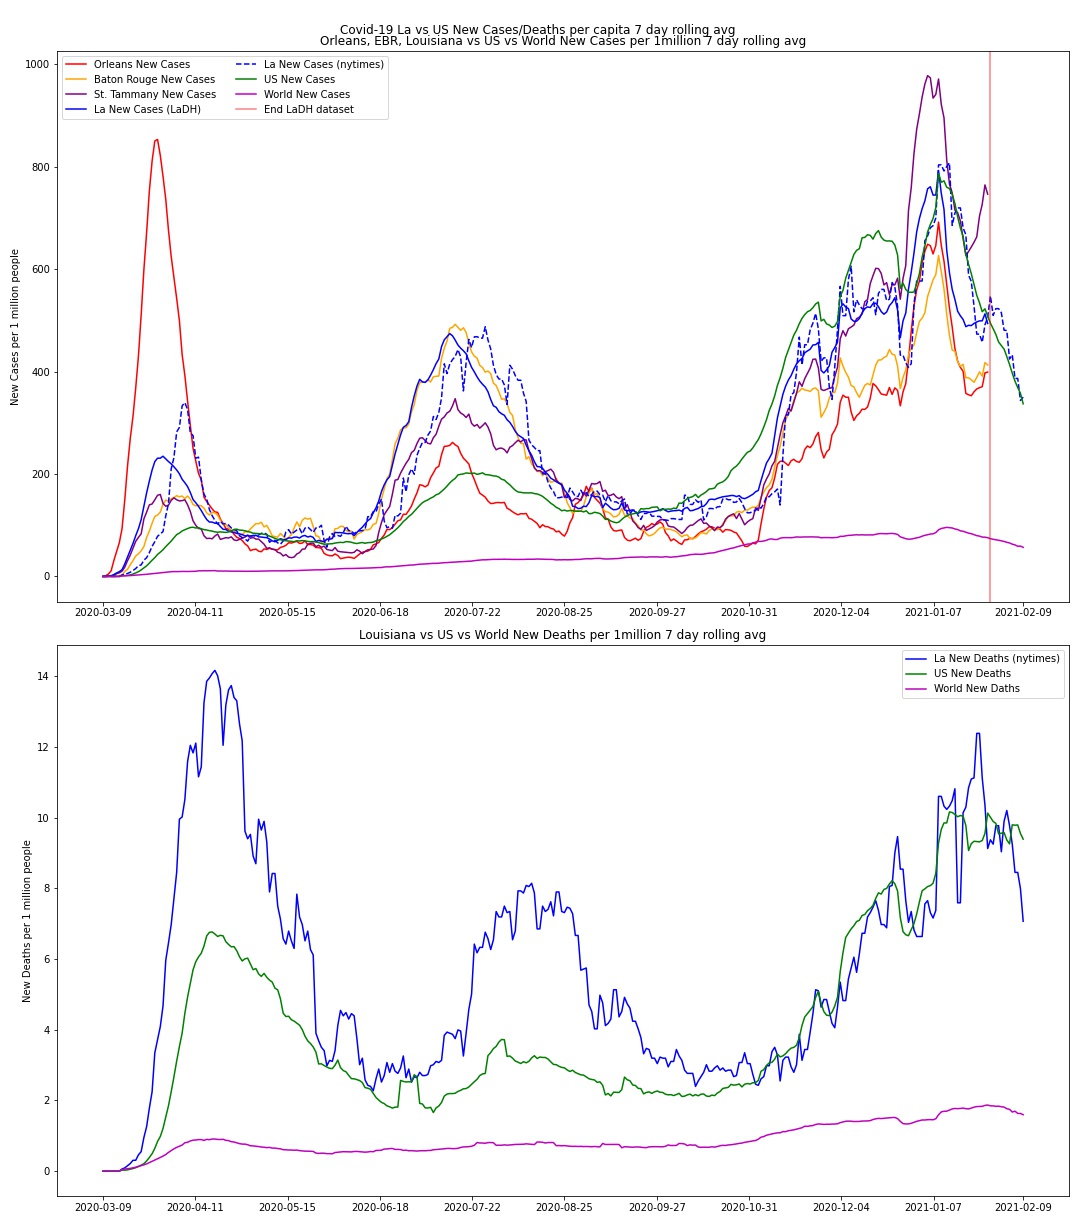 Covid-19 La vs US New Cases/Deaths per capita 7 day rolling avg
Orleans, EBR, Louisiana vs US vs World New Cases per 1million 7 day rolling avg
Orleans New Cases
Baton Rouge New Cases
St. Tammany New Cases
La New Cases (LaDH)
La New Cases (nytimes)
US New Cases
World New Cases
End LaDH dataset
New Cases per 1 million people
1000
800
600
400
200
0
2020-03-09 2020-04-11 2020-05-15 2020-06-18 2020-07-22 2020-08-25 2020-09-27 2020-10-31 2020-12-04 2021-01-07 2021-02-09
Louisiana vs US vs World New Deaths per 1million 7 day rolling avg
La New Deaths (nytimes)
US New Deaths
World New Daths
New Deaths per 1 million people
14
12
10
8
6
4
2
0
2020-03-09 2020-04-11 2020-05-15 2020-06-18 2020-07-22 2020-08-25 2020-09-27 2020-10-31 2020-12-04 2021-01-07 2021-02-09